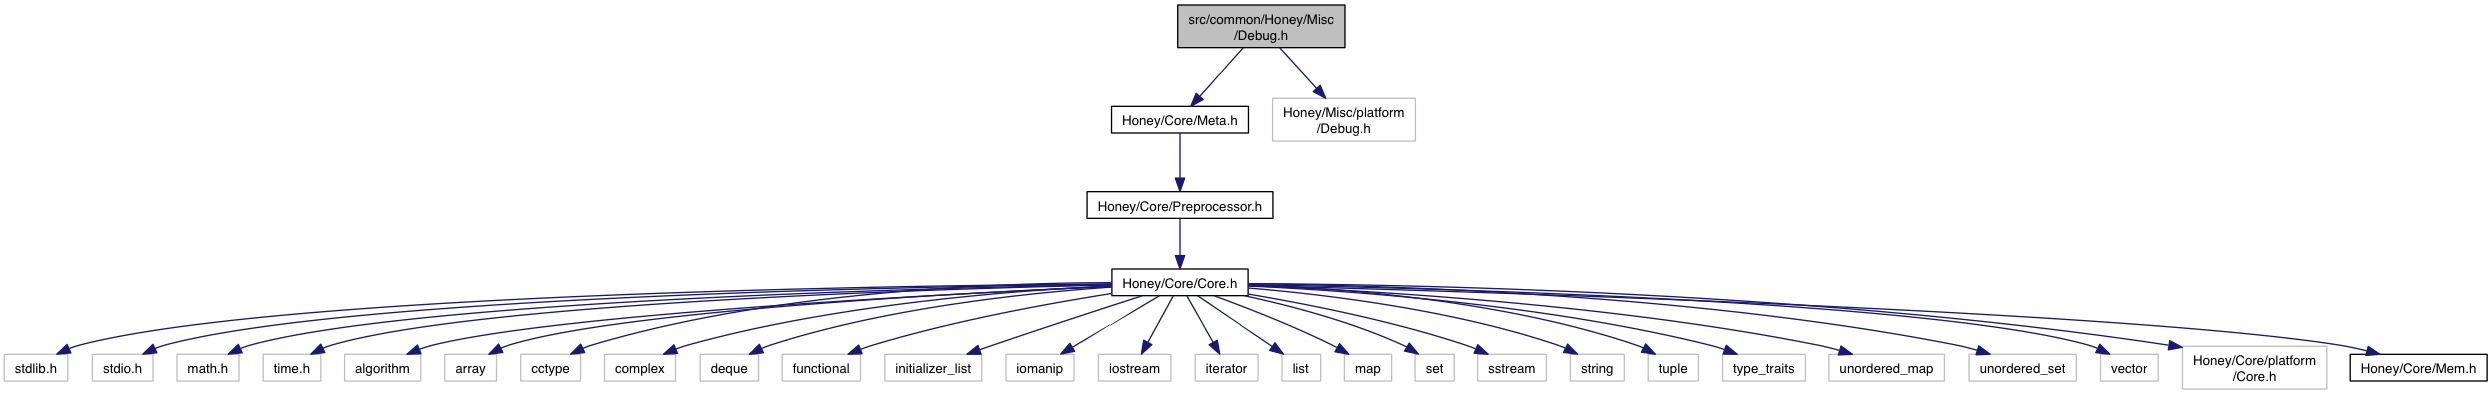 src/common/Honey/Misc
/Debug.h
Honey/Core/Meta.h
Honey/Misc/platform
/Debug.h
Honey/Core/Preprocessor.h
Honey/Core/Core.h
stdlib.h
stdio.h
math.h
time.h
algorithm
array
cctype
complex
deque
functional
initializer_list
iomanip
iostream
iterator
list
map
set
sstream
string
tuple
type_traits
unordered_map
unordered_set
vector
Honey/Core/platform
/Core.h
Honey/Core/Mem.h